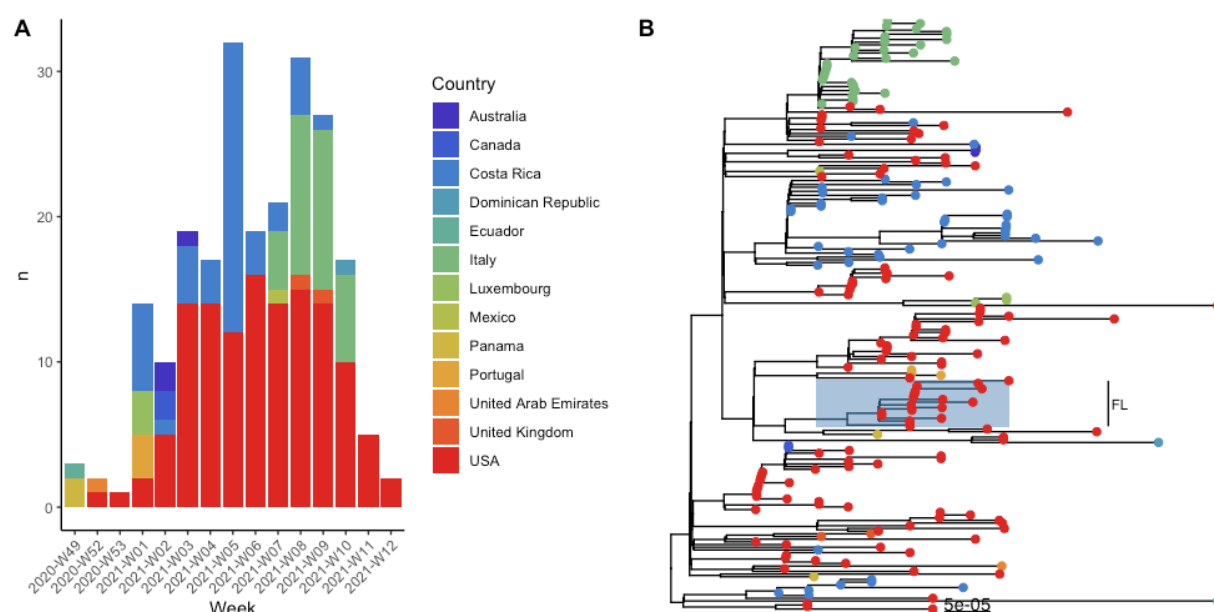 A
B
30
20
10
0
n
2020-W49
2020-W52
2020-W53
2021-W01
2021-W02
2021-W03
2021-W04
2021-W05
2021-W06
2021-W07
2021-W08
2021-W09
2021-W10
2021-W11
2021-W12
Week
Country
Australia
Canada
Costa Rica
Dominican Republic
Ecuador
Italy
Luxembourg
Mexico
Panama
Portugal
United Arab Emirates
United Kingdom
USA
FL
5e-05